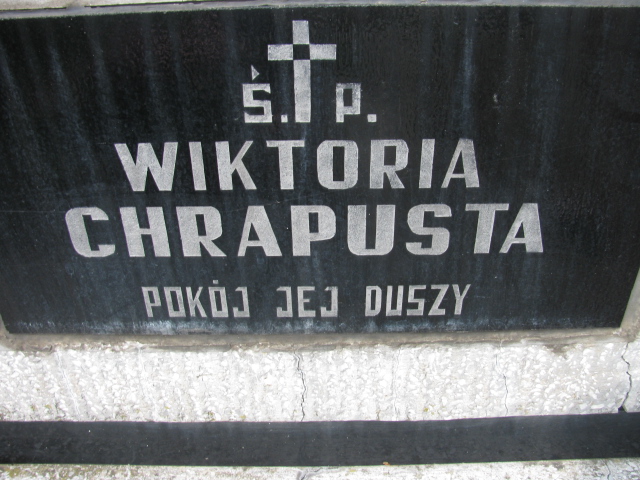 Ś. P.
WIKTORIA
CHRAPUSTA
POKÓJ JEJ DUSZY